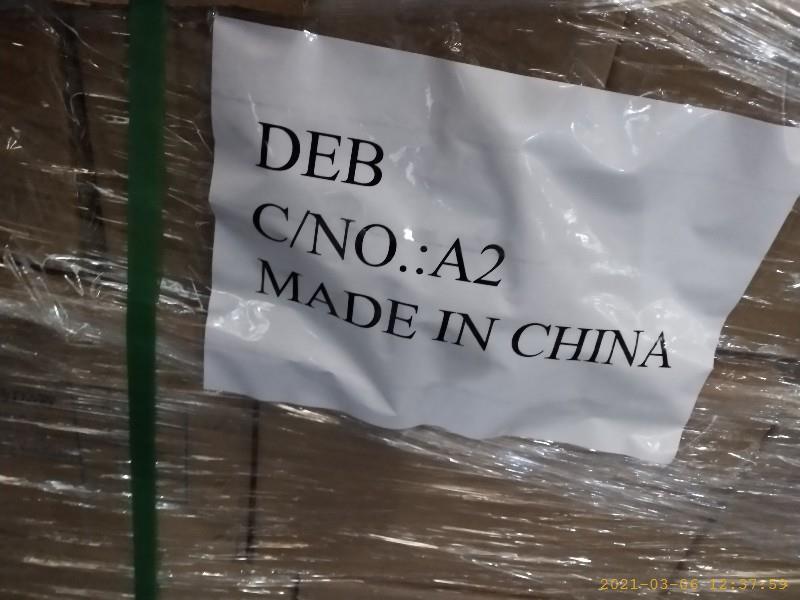 DEB
C/NO.:A2
MADE IN CHINA
2021-03-06 12:37:59